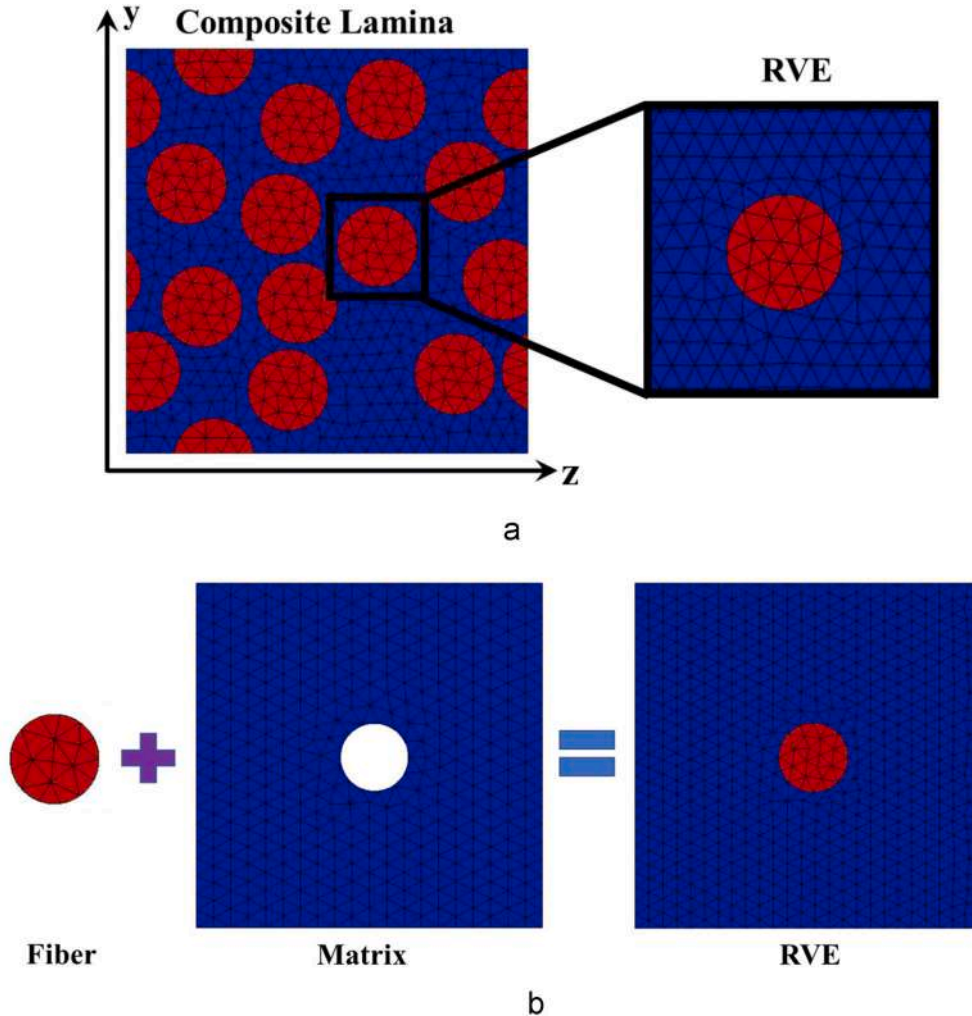 y
Composite Lamina
RVE
z
a
Fiber
Matrix
RVE
b